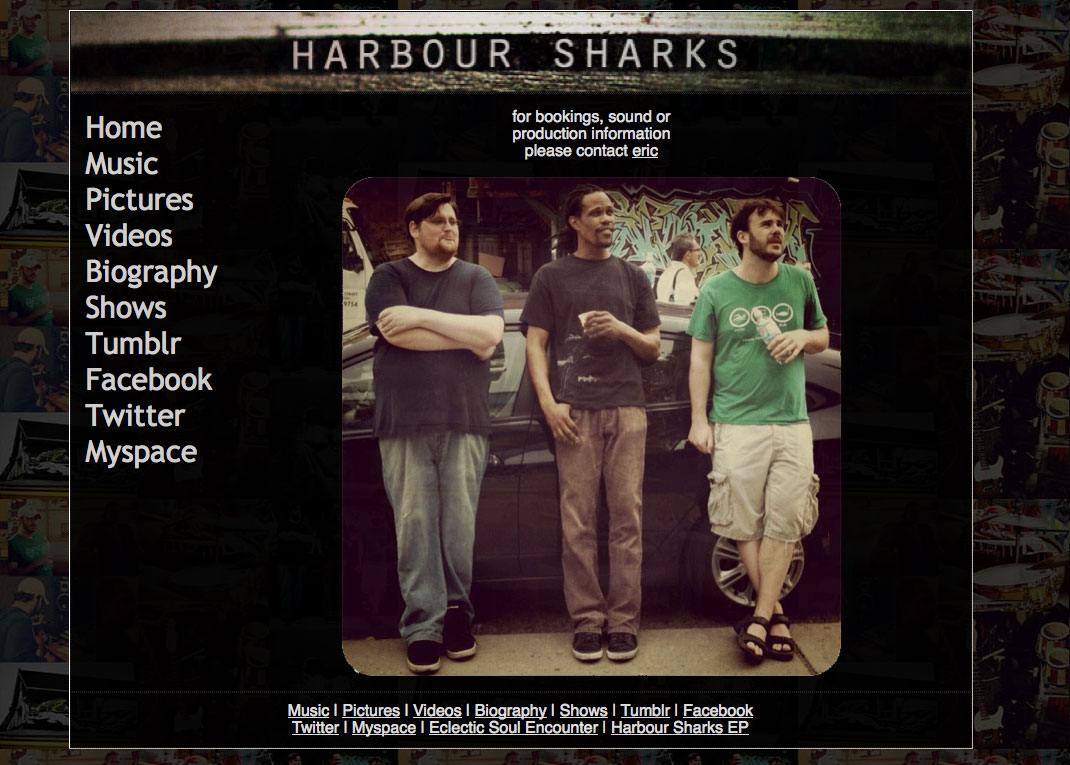 HARBOUR SHARKS
for bookings, sound or
production information
please contact eric
Home
Music
Pictures
Videos
Biography
Shows
Tumblr
Facebook
Twitter
Myspace
Music | Pictures | Videos | Biography | Shows | Tumblr | Facebook
Twitter | Myspace | Eclectic Soul Encounter | Harbour Sharks EP